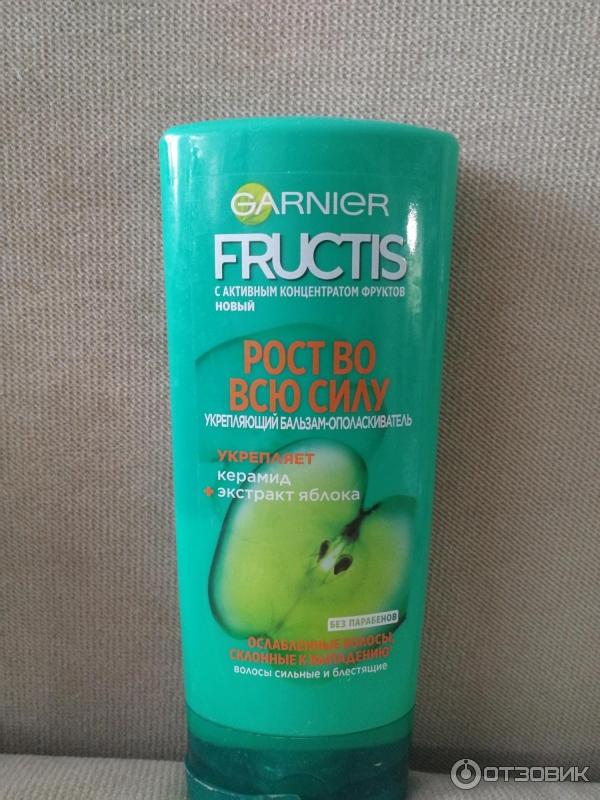 GARNIER
FRUCTIS
С АКТИВНЫМ КОНЦЕНТРАТОМ ФРУКТОВ
НОВЫЙ
РОСТ ВО
ВСЮ СИЛУ
УКРЕПЛЯЮЩИЙ БАЛЬЗАМ-ОПОЛАСКИВАТЕЛЬ
УКРЕПЛЯЕТ
керамид
+ экстракт яблока
БЕЗ ПАРАБЕНОВ
ОСЛАБЛЕННЫЕ ВОЛОСЫ,
СКЛОННЫЕ К ВЫПАДЕНИЮ
волосы сильные и блестящие
ОТЗОВИК